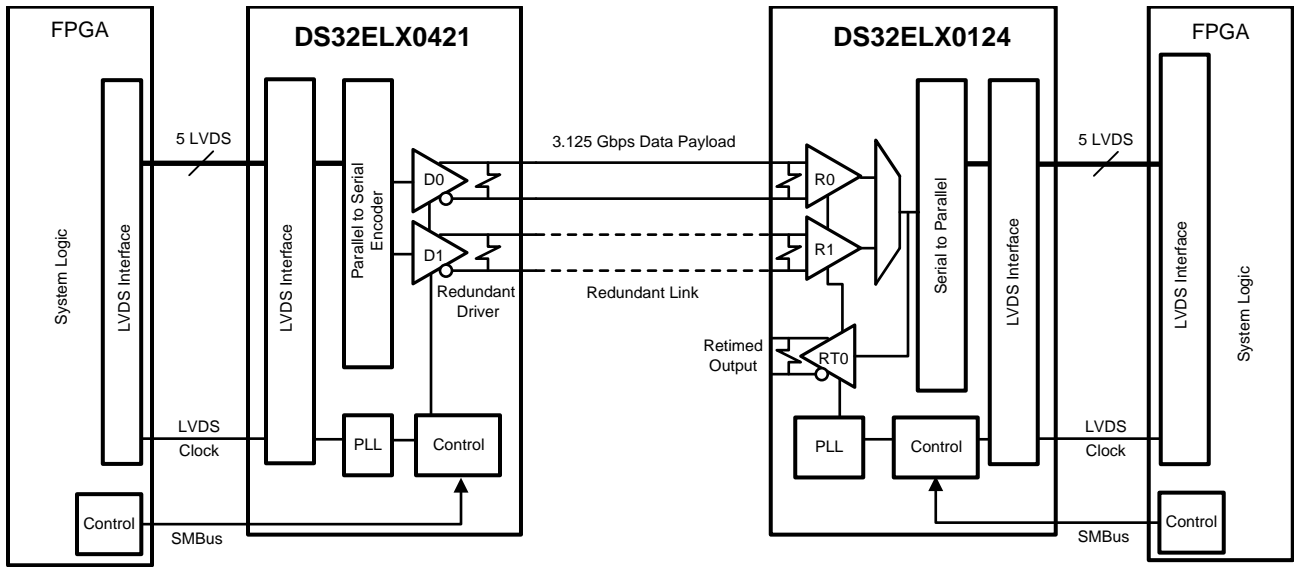 FPGA
System Logic
LVDS Interface
5 LVDS
LVDS
Clock
Control
SMBus
DS32ELX0421
LVDS Interface
Parallel to Serial
Encoder
D0
D1
Redundant
Driver
PLL
Control
3.125 Gbps Data Payload
Redundant Link
Retimed
Output
DS32ELX0124
R0
R1
RT0
Serial to Parallel
LVDS Interface
PLL
Control
5 LVDS
LVDS
Clock
SMBus
FPGA
LVDS Interface
System Logic
Control